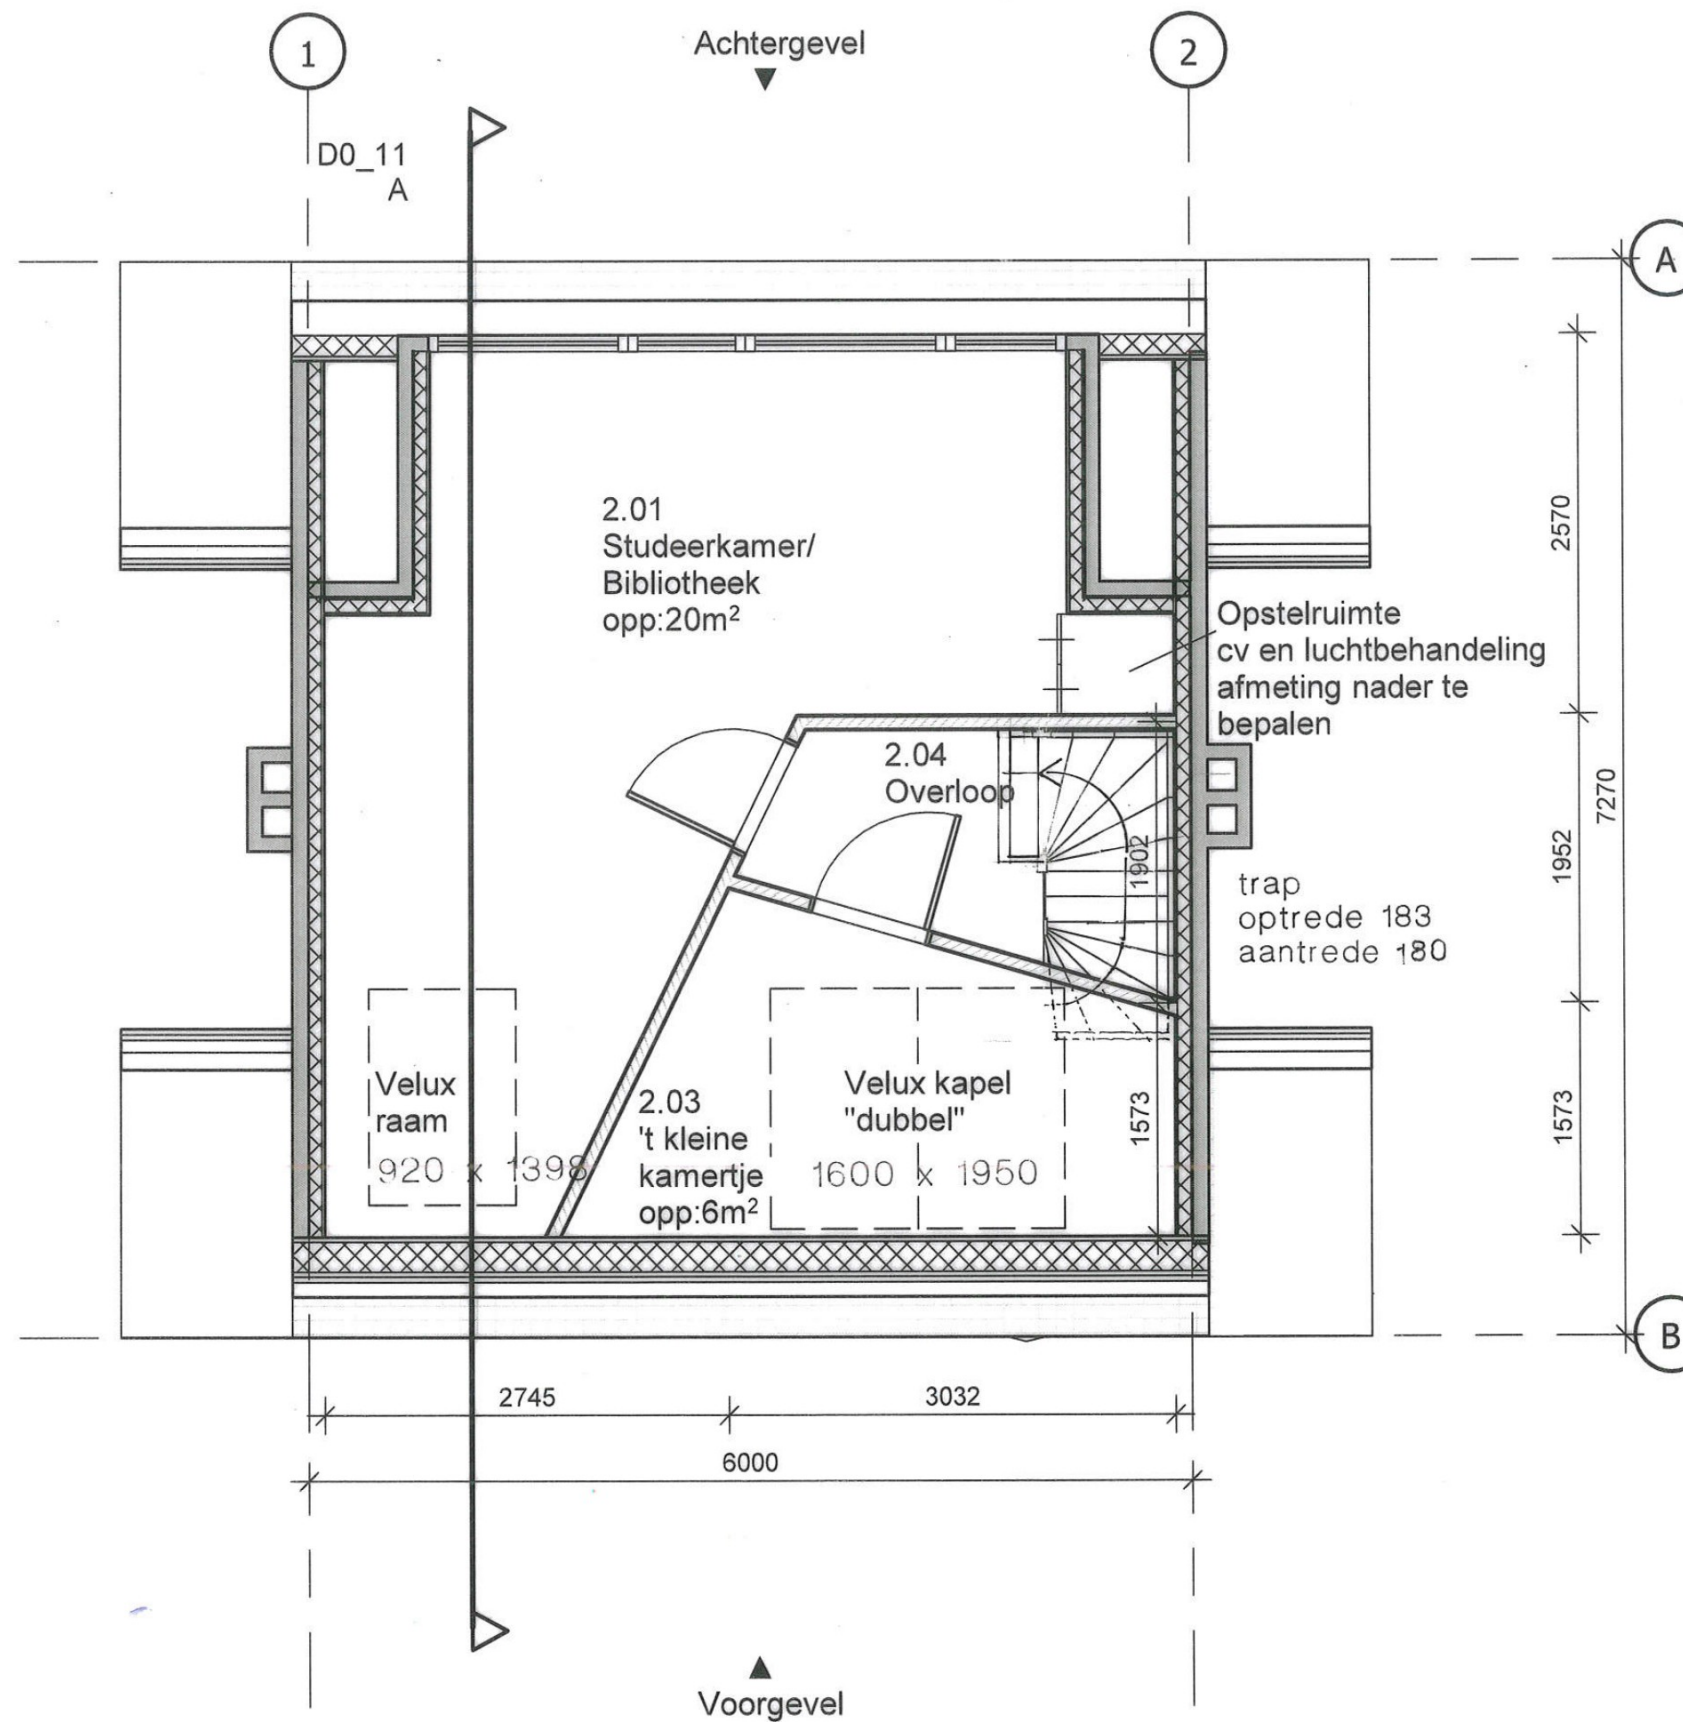 1
Achtergevel
2
D0_11
A
A
2.01
Studeerkamer/
Bibliotheek
opp:20m²
2570
Opstelruimte
cv en luchtbehandeling
afmeting nader te
bepalen
2.04
Overloop
7270
1952
1902
trap
optrede 183
aantrede 180
Velux
raam
920 x 1398
2.03
't kleine
kamertje
opp:6m²
Velux kapel
"dubbel"
1600 x 1950
1573
1573
B
2745
3032
6000
Voorgevel